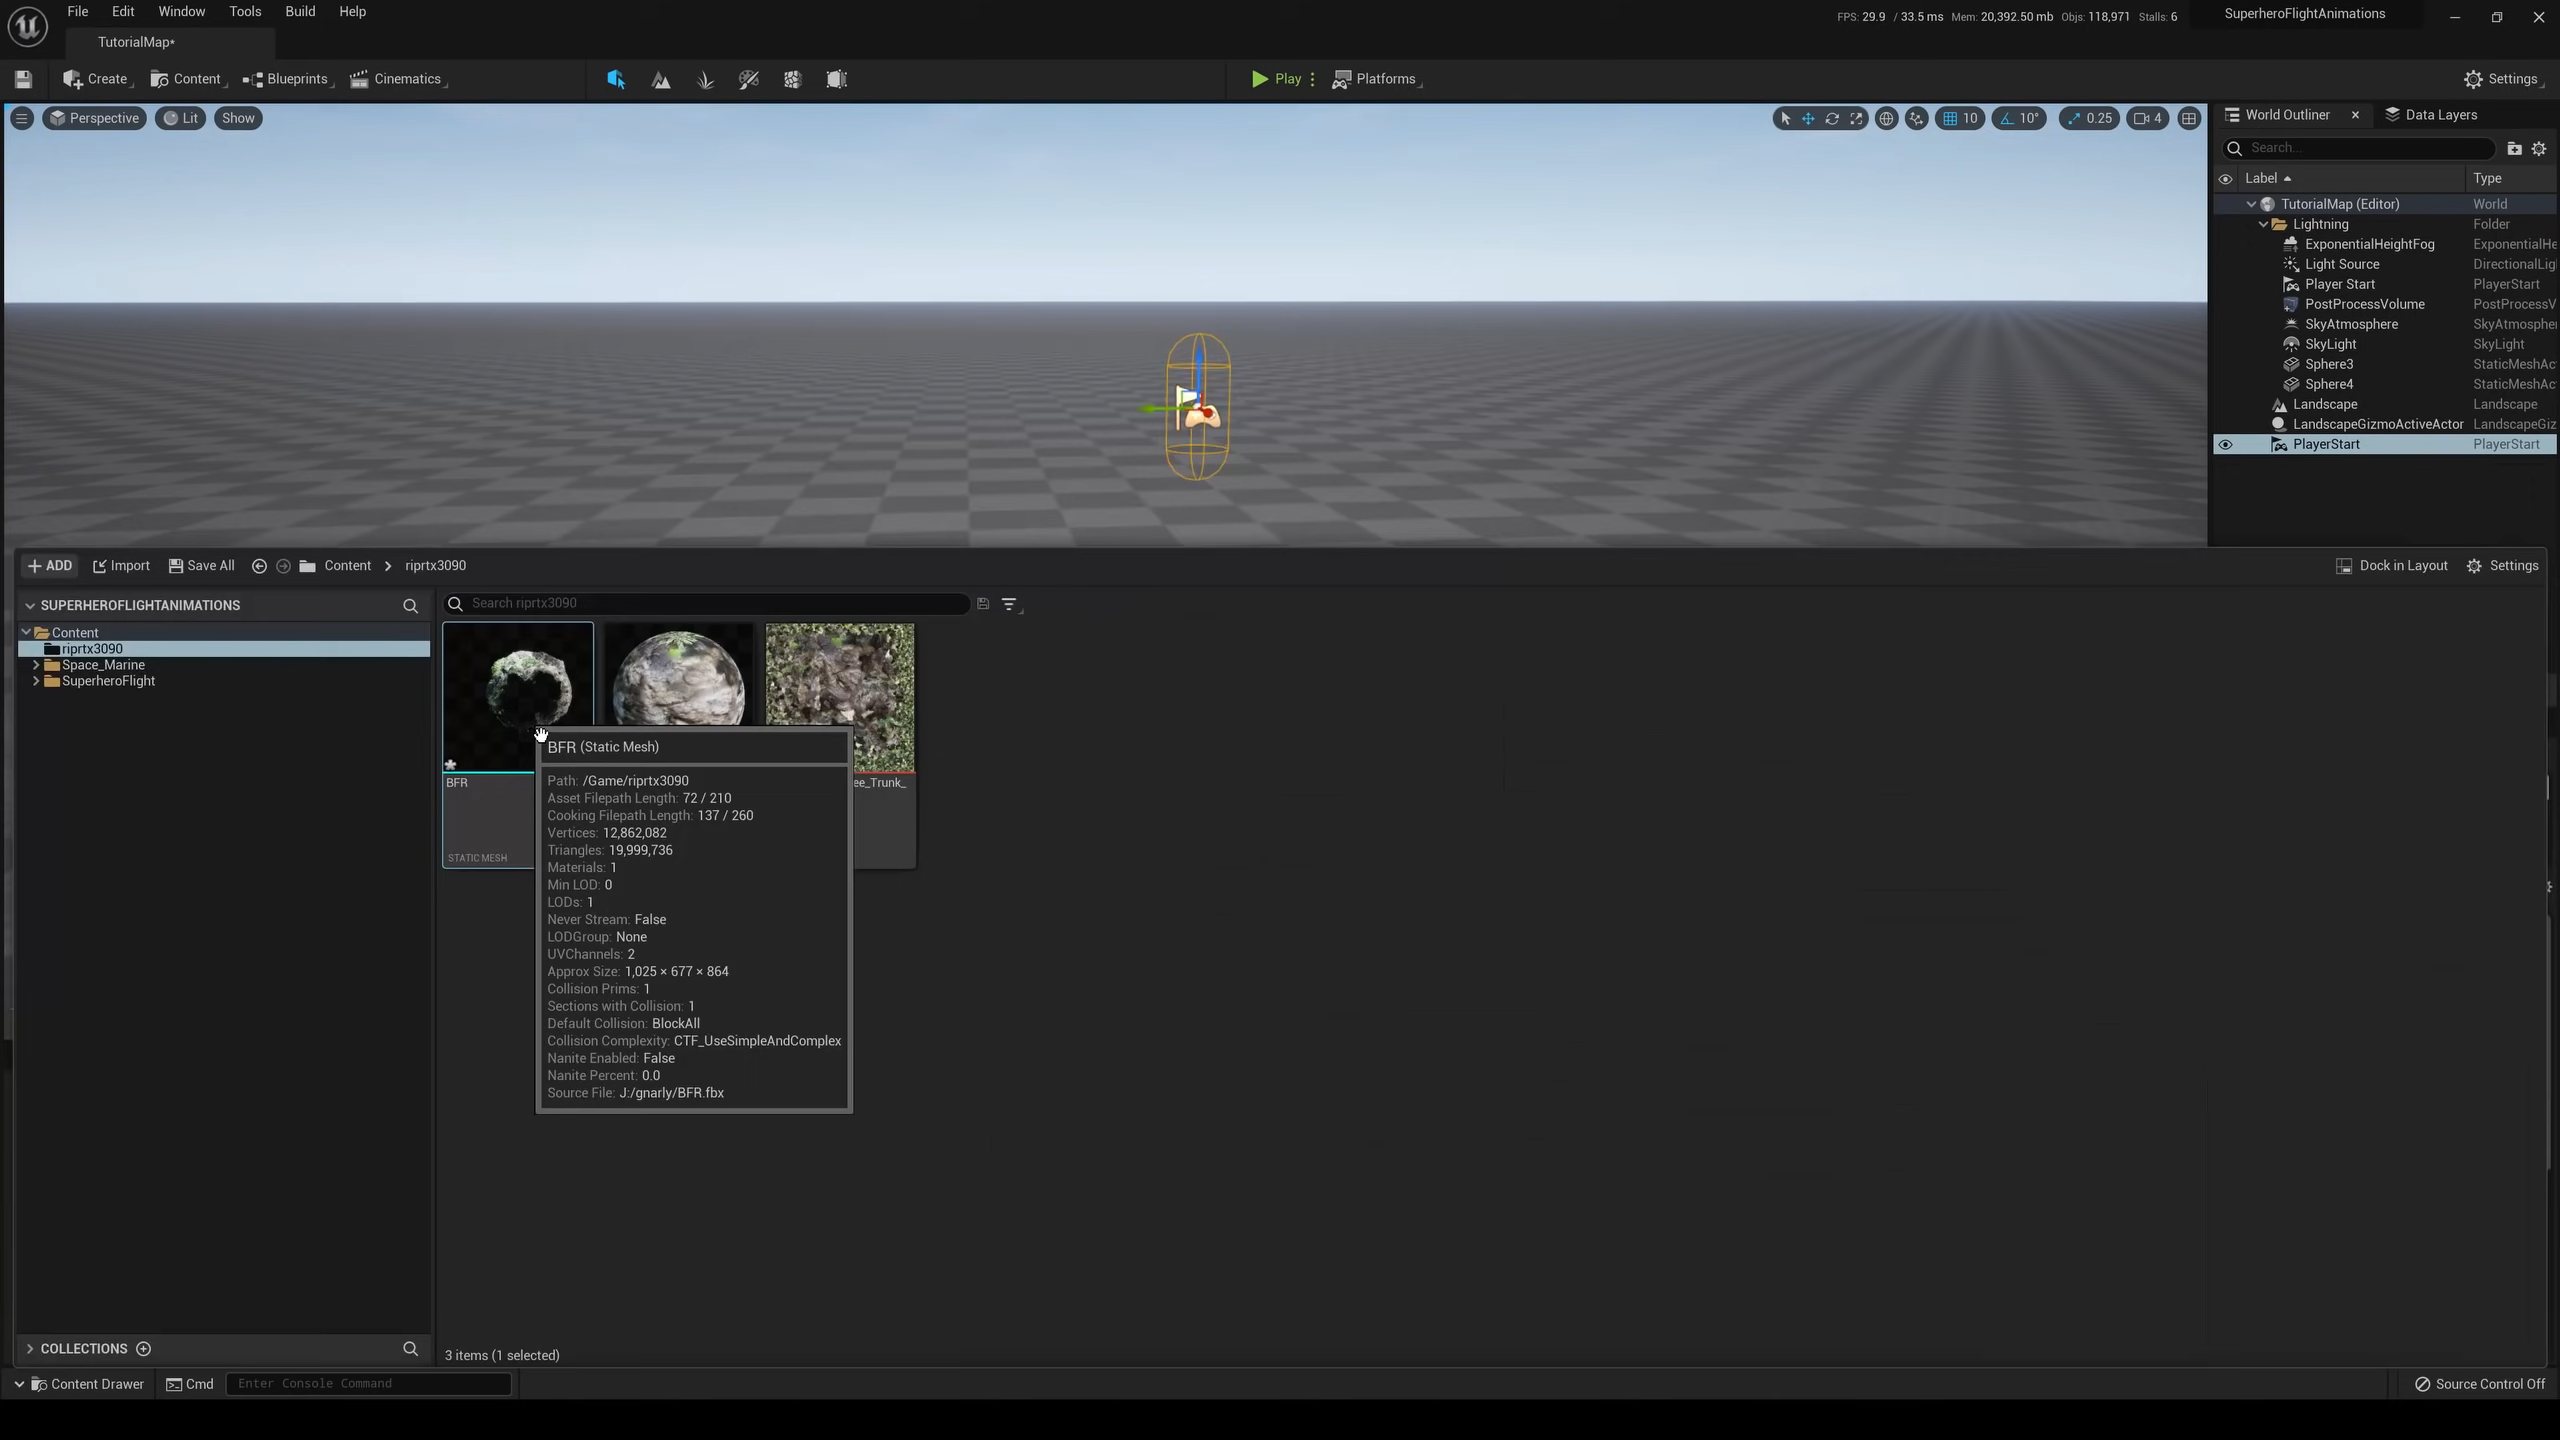 File Edit Window Tools Build Help
FPS: 29.9 / 33.5 ms Mem: 20,392.50 mb Objs: 118,971 Stalls: 6
SuperheroFlightAnimations
TutorialMap*
Create Content Blueprints Cinematics
Play Platforms
Settings
Perspective Lit Show
10 10° 0.25 4
World Outliner Data Layers
Search...
Label Type
TutorialMap (Editor) World
Lightning Folder
ExponentialHeightFog ExponentialHe
Light Source DirectionalLig
Player Start PlayerStart
PostProcessVolume PostProcessV
SkyAtmosphere SkyAtmosphe
SkyLight SkyLight
Sphere3 StaticMeshAc
Sphere4 StaticMeshAc
Landscape Landscape
LandscapeGizmoActiveActor LandscapeGiz
PlayerStart PlayerStart
ADD Import Save All Content riprtx3090
Dock in Layout Settings
SUPERHEROFLIGHTANIMATIONS
Search riprtx3090
Content
riprtx3090
Space_Marine
SuperheroFlight
BFR
STATIC MESH
ee_Trunk_
BFR (Static Mesh)
Path: /Game/riprtx3090
Asset Filepath Length: 72 / 210
Cooking Filepath Length: 137 / 260
Vertices: 12,862,082
Triangles: 19,999,736
Materials: 1
Min LOD: 0
LODs: 1
Never Stream: False
LODGroup: None
UVChannels: 2
Approx Size: 1,025 × 677 × 864
Collision Prims: 1
Sections with Collision: 1
Default Collision: BlockAll
Collision Complexity: CTF_UseSimpleAndComplex
Nanite Enabled: False
Nanite Percent: 0.0
Source File: J:/gnarly/BFR.fbx
COLLECTIONS
3 items (1 selected)
Content Drawer Cmd Enter Console Command
Source Control Off